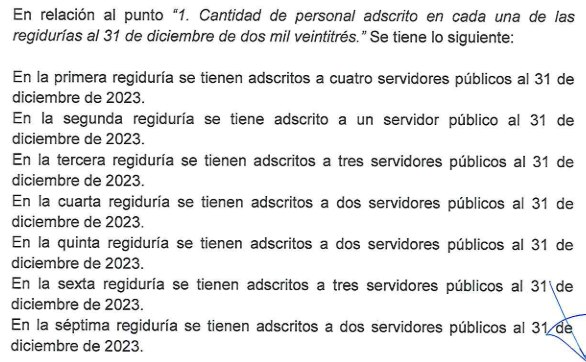 En relación al punto “1. Cantidad de personal adscrito en cada una de las
regidurías al 31 de diciembre de dos mil veintitrés.” Se tiene lo siguiente:
En la primera regiduría se tienen adscritos a cuatro servidores públicos al 31 de
diciembre de 2023.
En la segunda regiduría se tiene adscrito a un servidor público al 31 de
diciembre de 2023.
En la tercera regiduría se tienen adscritos a tres servidores públicos al 31 de
diciembre de 2023.
En la cuarta regiduría se tienen adscritos a dos servidores públicos al 31 de
diciembre de 2023.
En la quinta regiduría se tienen adscritos a dos servidores públicos al 31 de
diciembre de 2023.
En la sexta regiduría se tienen adscritos a tres servidores públicos al 31 de
diciembre de 2023.
En la séptima regiduría se tienen adscritos a dos servidores públicos al 31 de
diciembre de 2023.